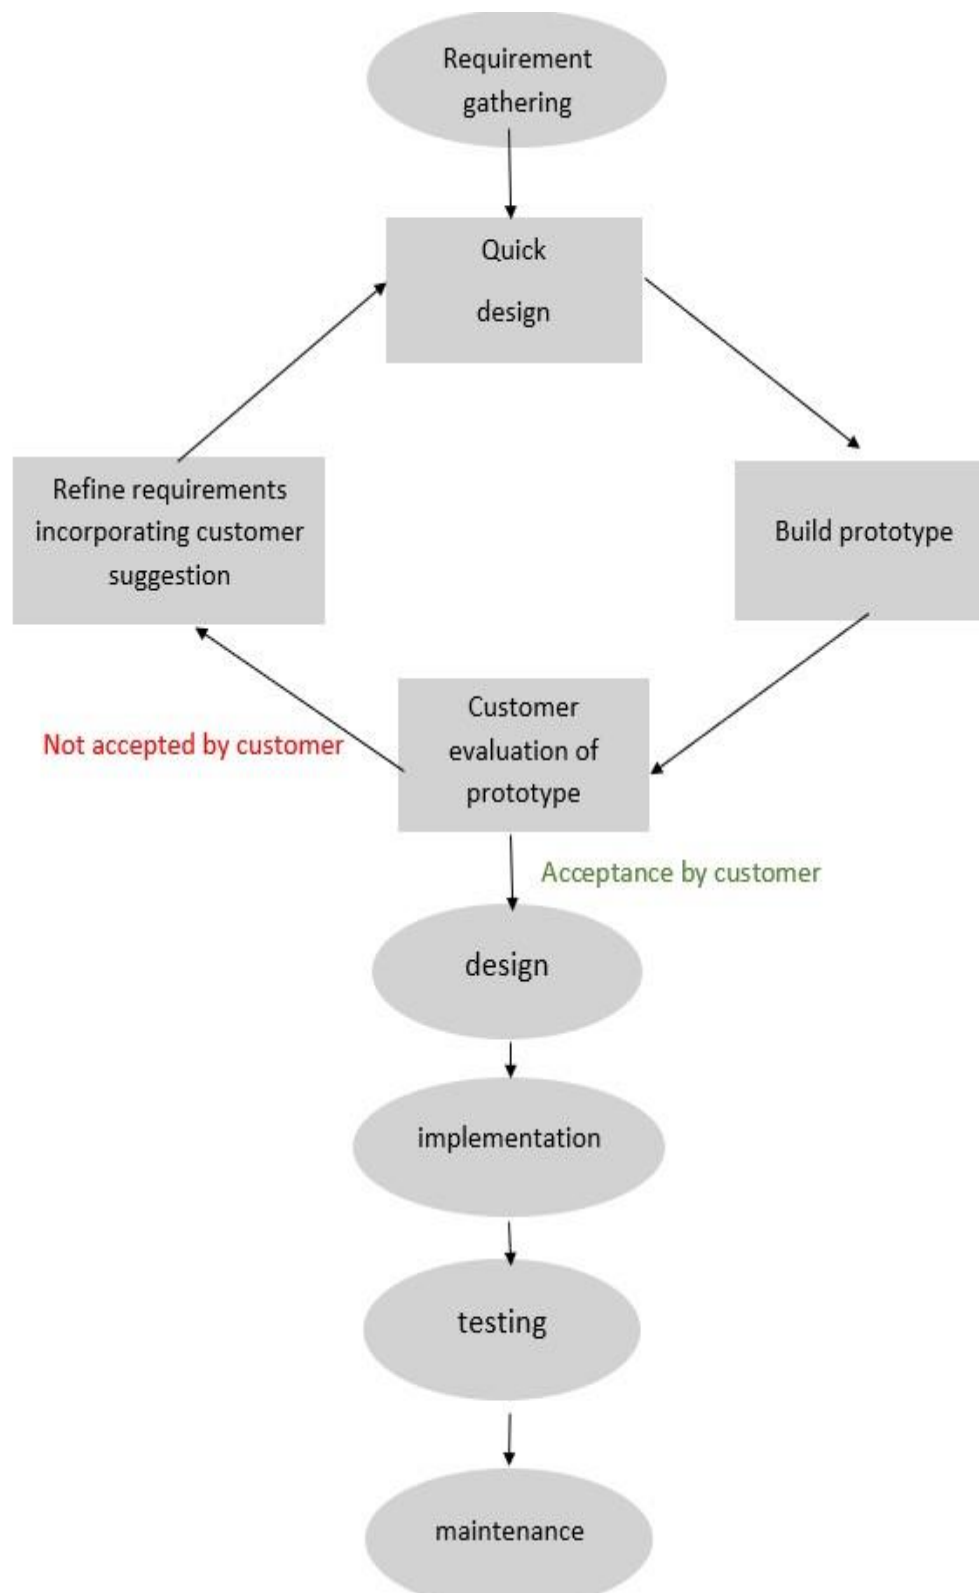 Requirement
gathering
Quick
design
Refine requirements
incorporating customer
suggestion
Build prototype
Not accepted by customer
Customer
evaluation of
prototype
Acceptance by customer
design
implementation
testing
maintenance